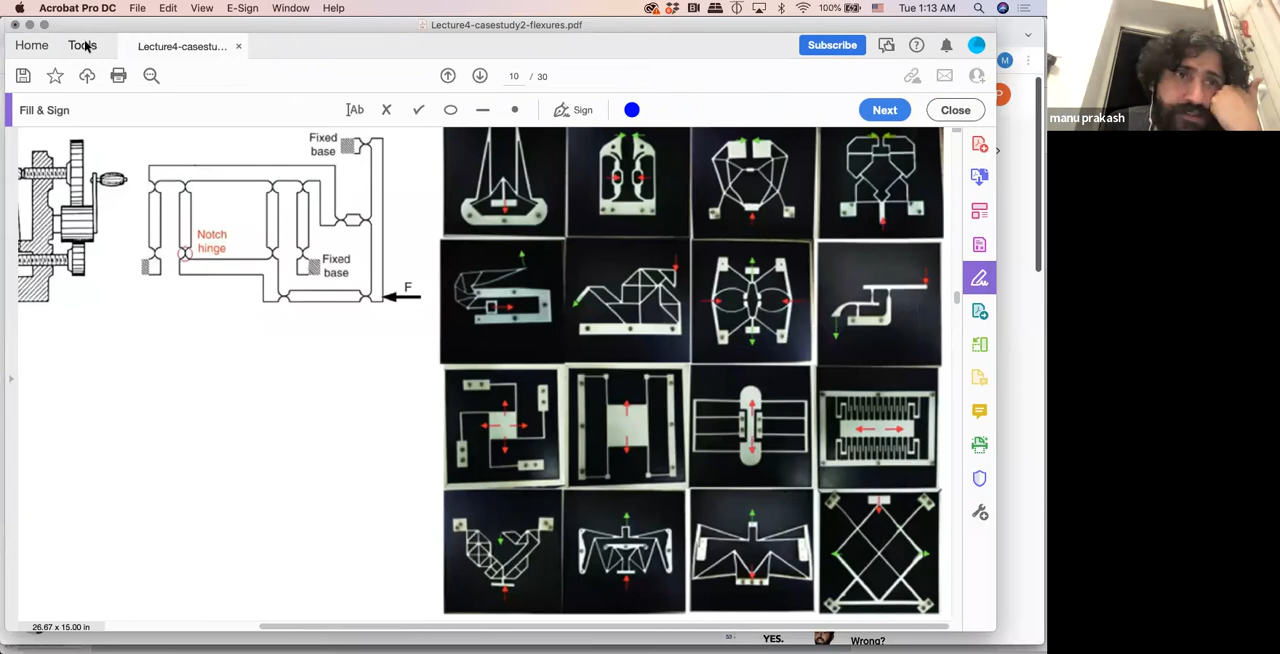 Acrobat Pro DC File Edit View E-Sign Window Help 100% Tue 1:13 AM
Lecture4-casestudy2-flexures.pdf
Home Tools Lecture4-casestu... × Subscribe
10 / 30
Fill & Sign Ab Sign Next Close
M
P
manu prakash
Fixed
base
Notch
hinge
Fixed
base
F
26.67 x 15.00 in
YES.
Wrong?